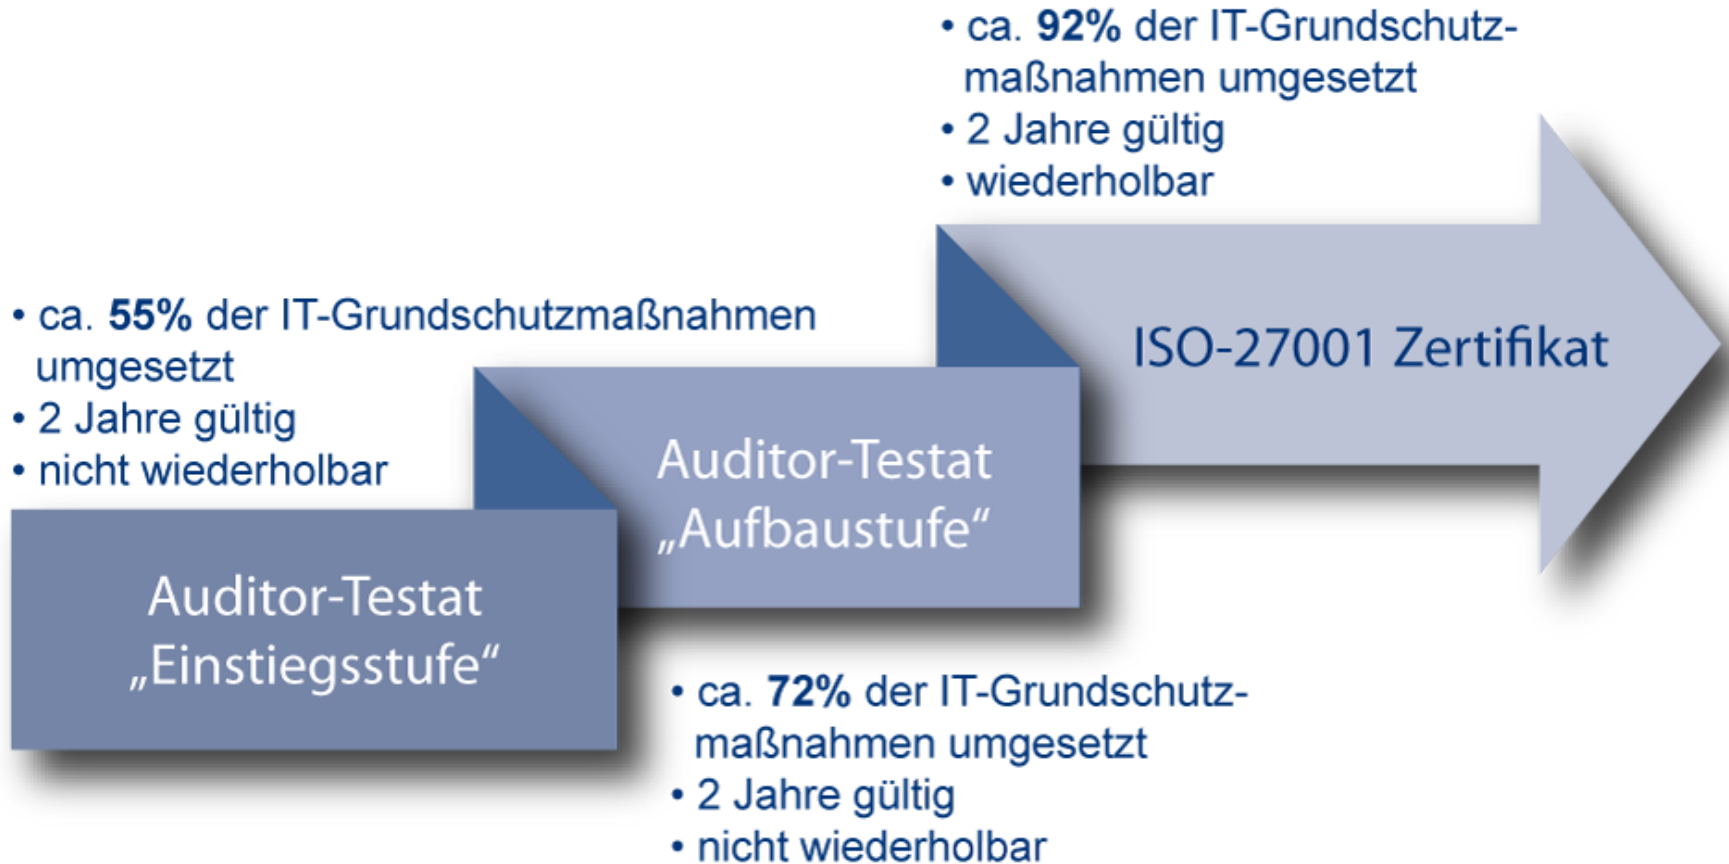 • ca. 92% der IT-Grundschutz-
maßnahmen umgesetzt
• 2 Jahre gültig
• wiederholbar
ISO-27001 Zertifikat
• ca. 55% der IT-Grundschutzmaßnahmen
umgesetzt
• 2 Jahre gültig
• nicht wiederholbar
Auditor-Testat
„Aufbaustufe“
Auditor-Testat
„Einstiegsstufe“
• ca. 72% der IT-Grundschutz-
maßnahmen umgesetzt
• 2 Jahre gültig
• nicht wiederholbar